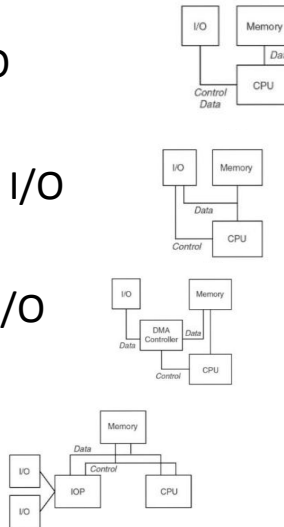 I/O Memory
Data
CPU
Control
Data
I/O
I/O Memory
Data
Control CPU
/O
I/O Memory
DMA
Controller
Data Data
Control CPU
Memory
Data
I/O Control
IOP CPU
I/O